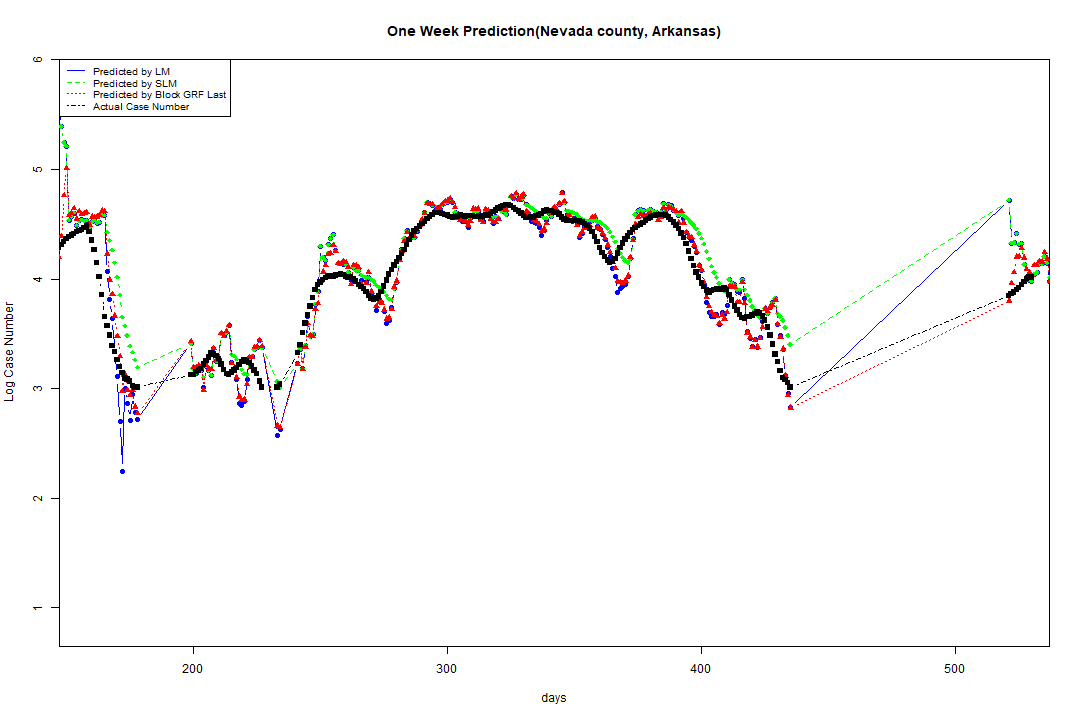 One Week Prediction(Nevada county, Arkansas)
Predicted by LM
Predicted by SLM
Predicted by Block GRF Last
Actual Case Number
6
5
4
3
2
1
Log Case Number
200 300 400 500
days